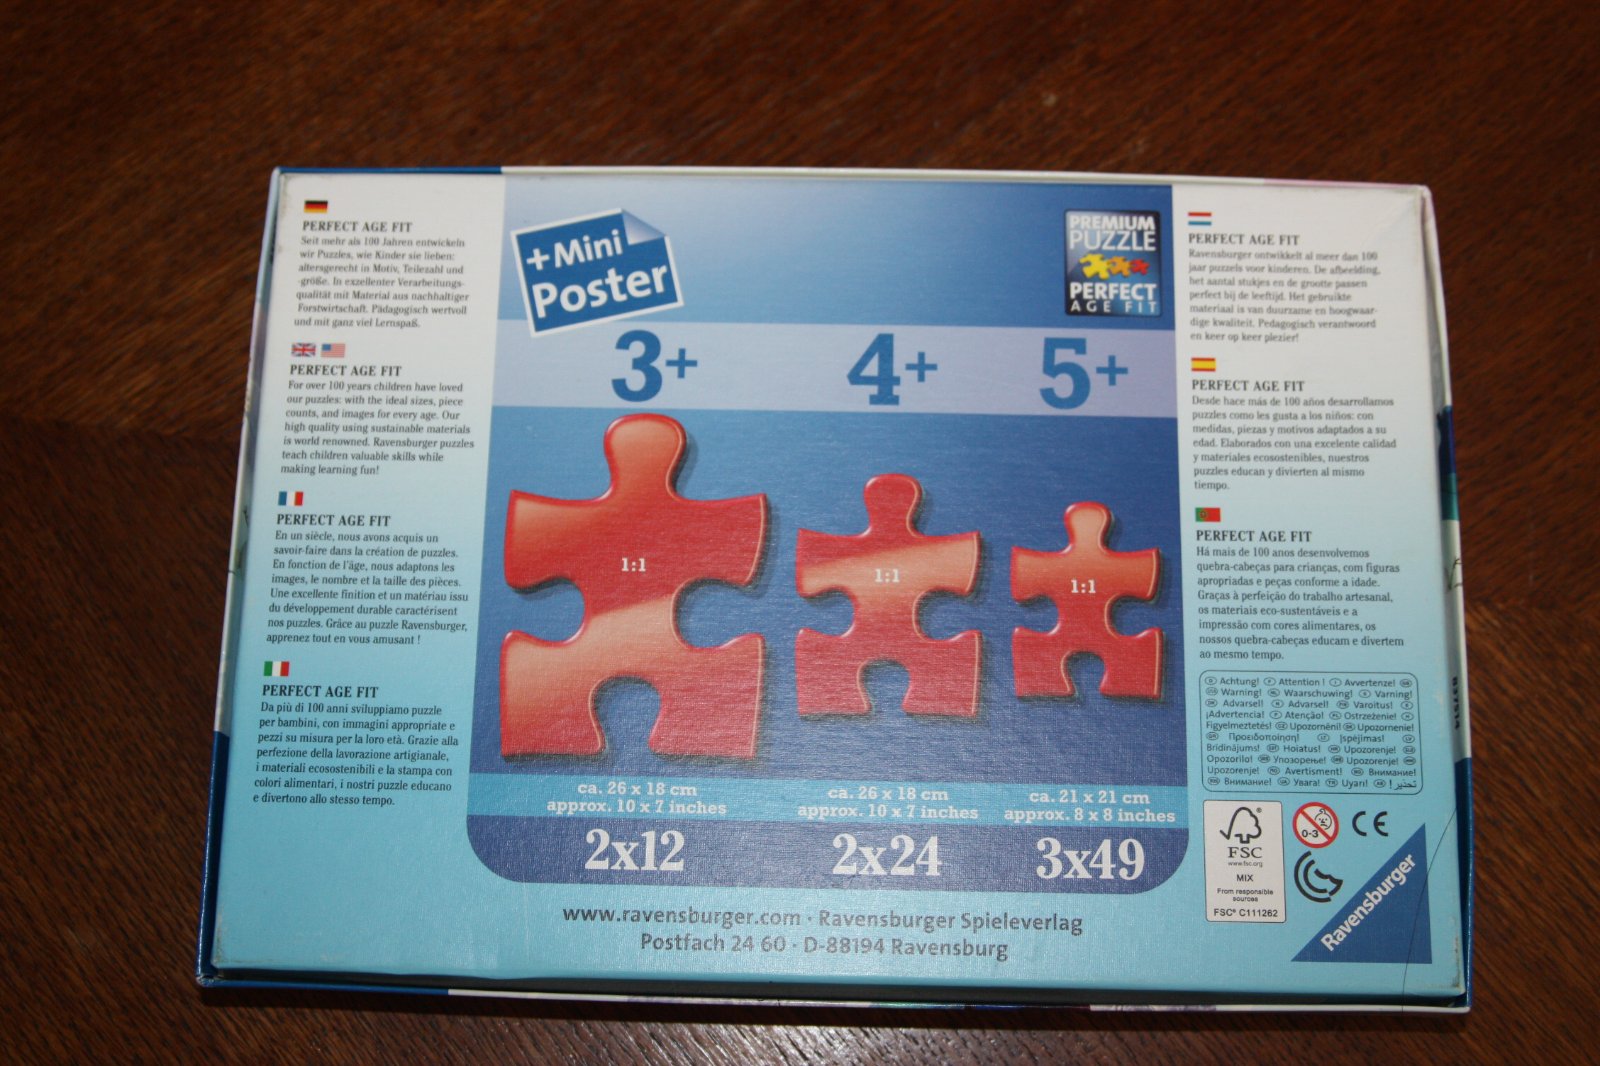 PERFECT AGE FIT
Seit mehr als 100 Jahren entwickeln
wir Puzzles, wie Kinder sie lieben:
altersgerecht in Motiv, Teilezahl und
-größe. In exzellenter Verarbeitungs-
qualität mit Material aus nachhaltiger
Forstwirtschaft. Pädagogisch wertvoll
und mit ganz viel Lernspaß.
PERFECT AGE FIT
For over 100 years children have loved
our puzzles: with the ideal sizes, piece
counts, and images for every age. Our
high quality using sustainable materials
is world renowned. Ravensburger puzzles
teach children valuable skills while
making learning fun!
PERFECT AGE FIT
En un siècle, nous avons acquis un
savoir-faire dans la création de puzzles.
En fonction de l'âge, nous adaptons les
images, le nombre et la taille des pièces.
Une excellente finition et un matériau issu
du développement durable caractérisent
nos puzzles. Grâce au puzzle Ravensburger,
apprenez tout en vous amusant !
PERFECT AGE FIT
Da più di 100 anni sviluppiamo puzzle
per bambini, con immagini appropriate e
pezzi su misura per la loro età. Grazie alla
perfezione della lavorazione artigianale,
i materiali ecosostenibili e la stampa con
colori alimentari, i nostri puzzle educano
e divertono allo stesso tempo.
+Mini
Poster
PREMIUM
PUZZLE
PERFECT
AGE FIT
3+ 4+ 5+
1:1 1:1 1:1
ca. 26 x 18 cm
approx. 10 x 7 inches
2x12
ca. 26 x 18 cm
approx. 10 x 7 inches
2x24
ca. 21 x 21 cm
approx. 8 x 8 inches
3x49
www.ravensburger.com · Ravensburger Spieleverlag
Postfach 24 60 · D-88194 Ravensburg
PERFECT AGE FIT
Ravensburger ontwikkelt al meer dan 100
jaar puzzels voor kinderen. De afbeelding,
het aantal stukjes en de grootte passen
perfect bij de leeftijd. Het gebruikte
materiaal is van duurzame en hoogwaar-
dige kwaliteit. Pedagogisch verantwoord
en keer op keer plezier!
PERFECT AGE FIT
Desde hace más de 100 años desarrollamos
puzzles como les gusta a los niños: con
medidas, piezas y motivos adaptados a su
edad. Elaborados con una excelente calidad
y materiales ecosostenibles, nuestros
puzzles educan y divierten al mismo
tiempo.
PERFECT AGE FIT
Há mais de 100 anos desenvolvemos
quebra-cabeças para crianças, com figuras
apropriadas e peças conforme a idade.
Graças à perfeição do trabalho artesanal,
os materiais eco-sustentáveis e a
impressão com cores alimentares, os
nossos quebra-cabeças educam e divertem
ao mesmo tempo.
Achtung! Attention ! Avvertenze!
Warning! Waarschuwing! Varning!
Advarsel! Advarsel! Varoitus!
¡Advertencia! Atenção! Ostrzeżenie!
Figyelmeztetés! Upozornění! Upozornenie!
Προειδοποίηση! Įspėjimas!
Brīdinājums! Hoiatus! Upozorenje!
Opozorilo! Упозорење! Upozorenje!
Upozorenje! Avertisment! Внимание!
Внимание! Увага! Uyarı! تحذير!
FSC
www.fsc.org
MIX
From responsible
sources
FSC® C111262
0-3
CE
Ravensburger